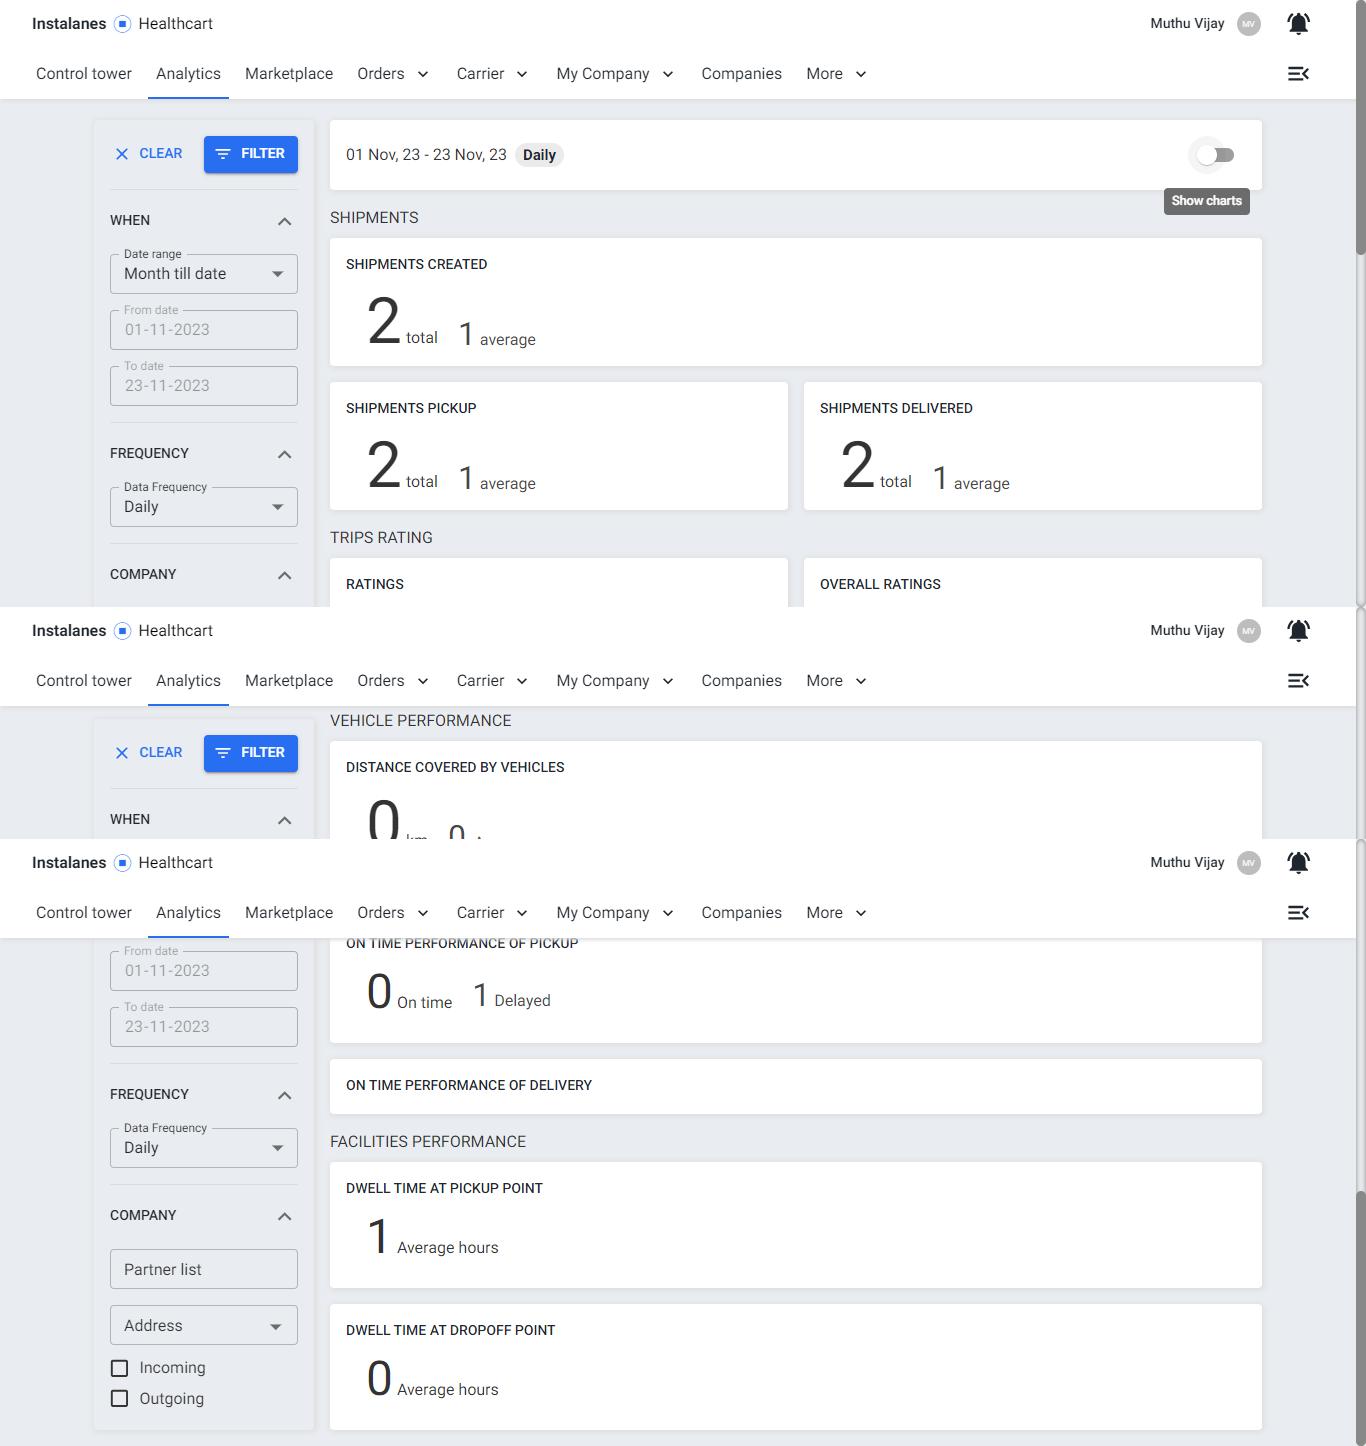 Instalanes Healthcart
Muthu Vijay MV
Control tower Analytics Marketplace Orders Carrier My Company Companies More
CLEAR FILTER
WHEN
Date range
Month till date
From date
01-11-2023
To date
23-11-2023
FREQUENCY
Data Frequency
Daily
COMPANY
01 Nov, 23 - 23 Nov, 23 Daily
Show charts
SHIPMENTS
SHIPMENTS CREATED
2 total 1 average
SHIPMENTS PICKUP
2 total 1 average
SHIPMENTS DELIVERED
2 total 1 average
TRIPS RATING
RATINGS
OVERALL RATINGS
Instalanes Healthcart
Muthu Vijay MV
Control tower Analytics Marketplace Orders Carrier My Company Companies More
CLEAR FILTER
WHEN
VEHICLE PERFORMANCE
DISTANCE COVERED BY VEHICLES
0 km 0
Instalanes Healthcart
Muthu Vijay MV
Control tower Analytics Marketplace Orders Carrier My Company Companies More
From date
01-11-2023
To date
23-11-2023
FREQUENCY
Data Frequency
Daily
COMPANY
Partner list
Address
Incoming
Outgoing
ON TIME PERFORMANCE OF PICKUP
0 On time 1 Delayed
ON TIME PERFORMANCE OF DELIVERY
FACILITIES PERFORMANCE
DWELL TIME AT PICKUP POINT
1 Average hours
DWELL TIME AT DROPOFF POINT
0 Average hours